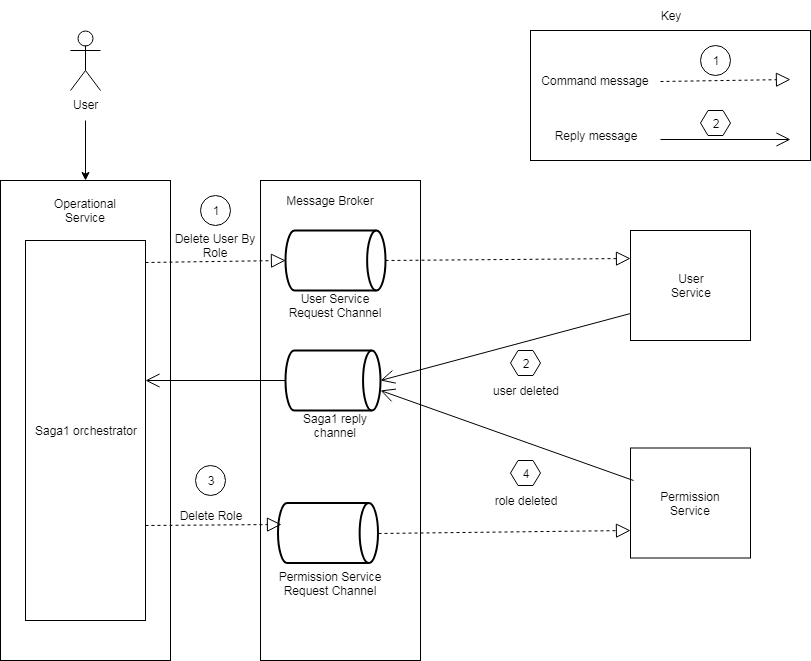 Key
1
Command message
2
Reply message
User
Operational
Service
Message Broker
1
Delete User By
Role
User Service
Request Channel
User
Service
2
user deleted
Saga1 reply
channel
Saga1 orchestrator
3
Delete Role
4
role deleted
Permission
Service
Permission Service
Request Channel